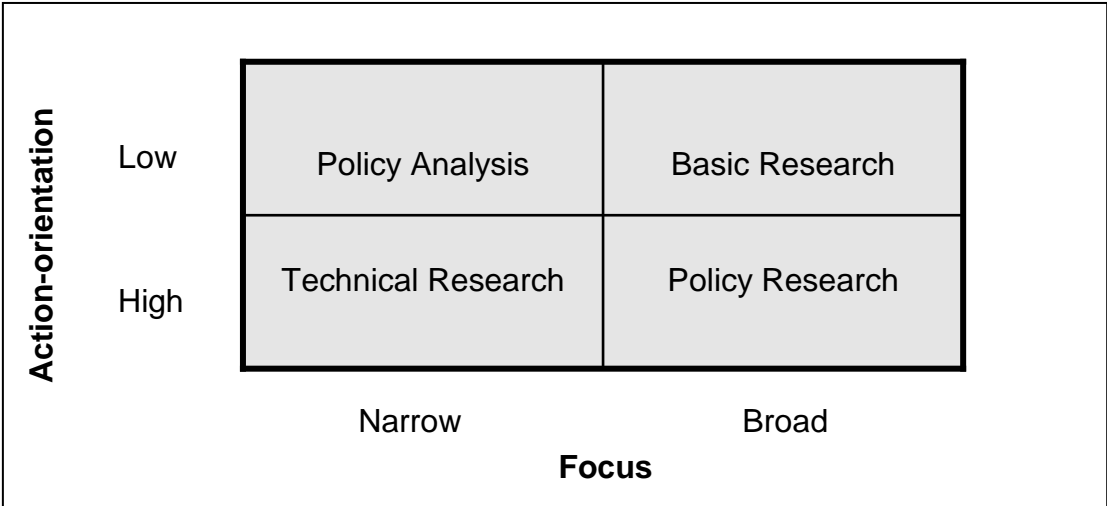 Action-orientation
Low
Policy Analysis
Basic Research
High
Technical Research
Policy Research
Narrow
Broad
Focus